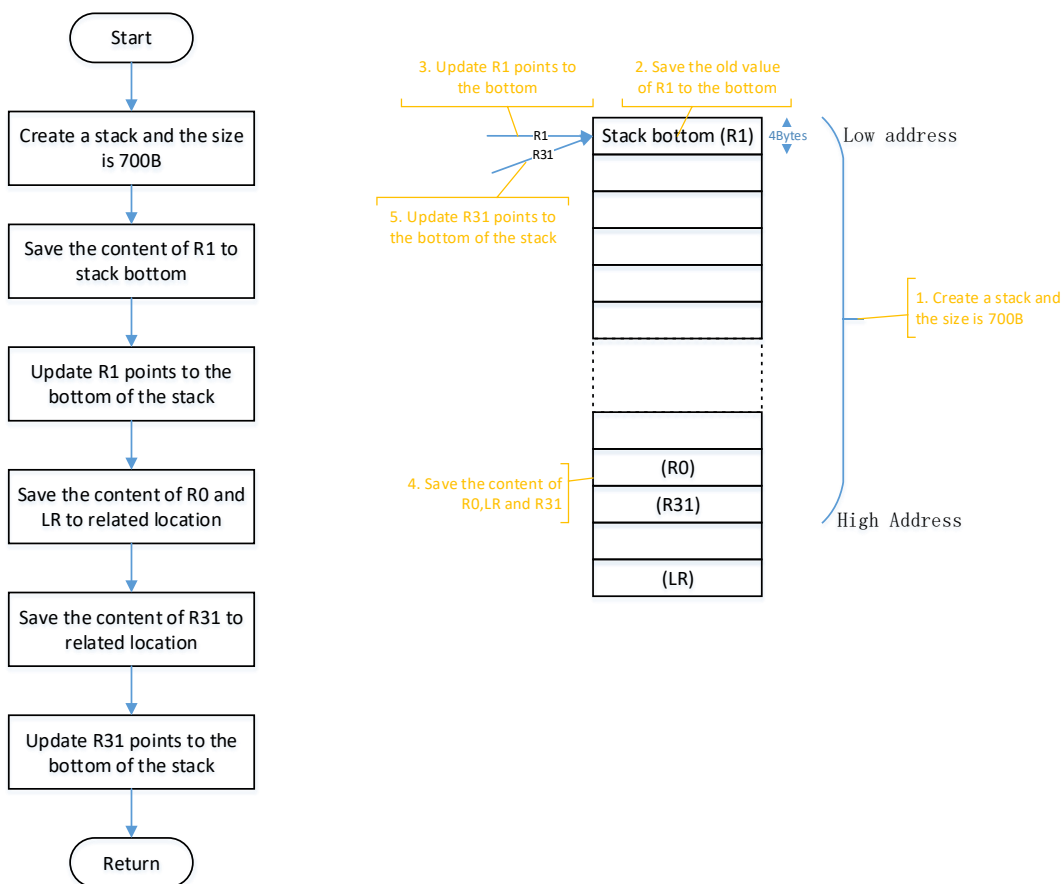 Start
Create a stack and the size
is 700B
Save the content of R1 to
stack bottom
Update R1 points to the
bottom of the stack
Save the content of R0 and
LR to related location
Save the content of R31 to
related location
Update R31 points to the
bottom of the stack
Return
3. Update R1 points to
the bottom
2. Save the old value
of R1 to the bottom
R1
R31
Stack bottom (R1)
4Bytes
Low address
5. Update R31 points to
the bottom of the stack
1. Create a stack and
the size is 700B
4. Save the content of
R0,LR and R31
(R0)
(R31)
High Address
(LR)